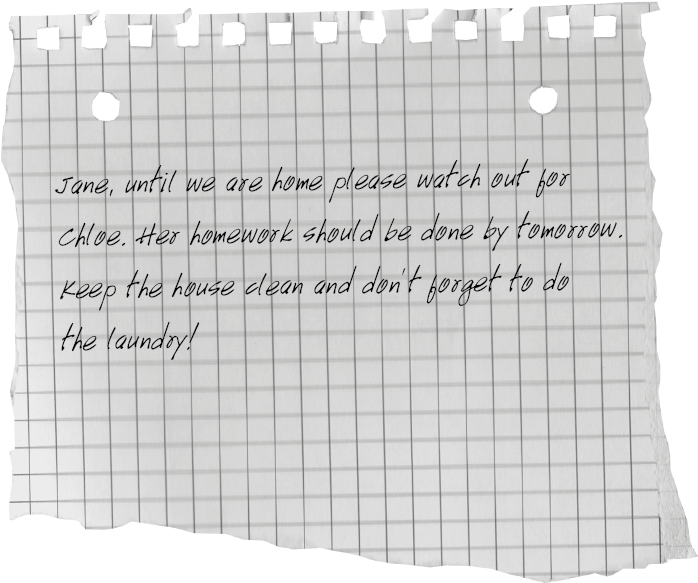 Jane, until we are home please watch out for
Chloe. Her homework should be done by tomorrow.
Keep the house clean and don't forget to do
the laundry!